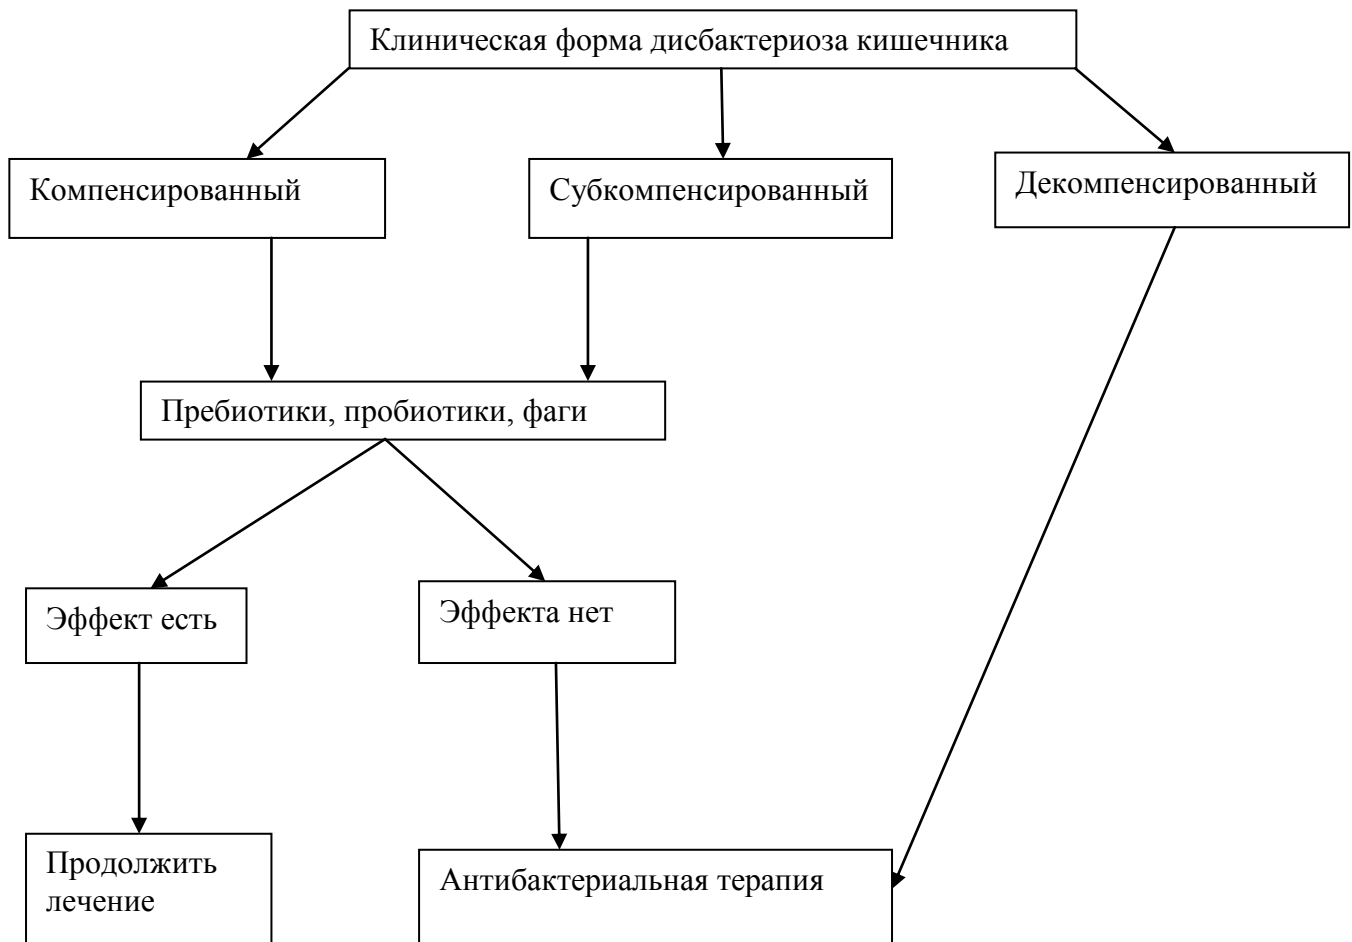 Клиническая форма дисбактериоза кишечника
Компенсированный
Субкомпенсированный
Декомпенсированный
Пребиотики, пробиотики, фаги
Эффект есть
Эффекта нет
Продолжить
лечение
Антибактериальная терапия